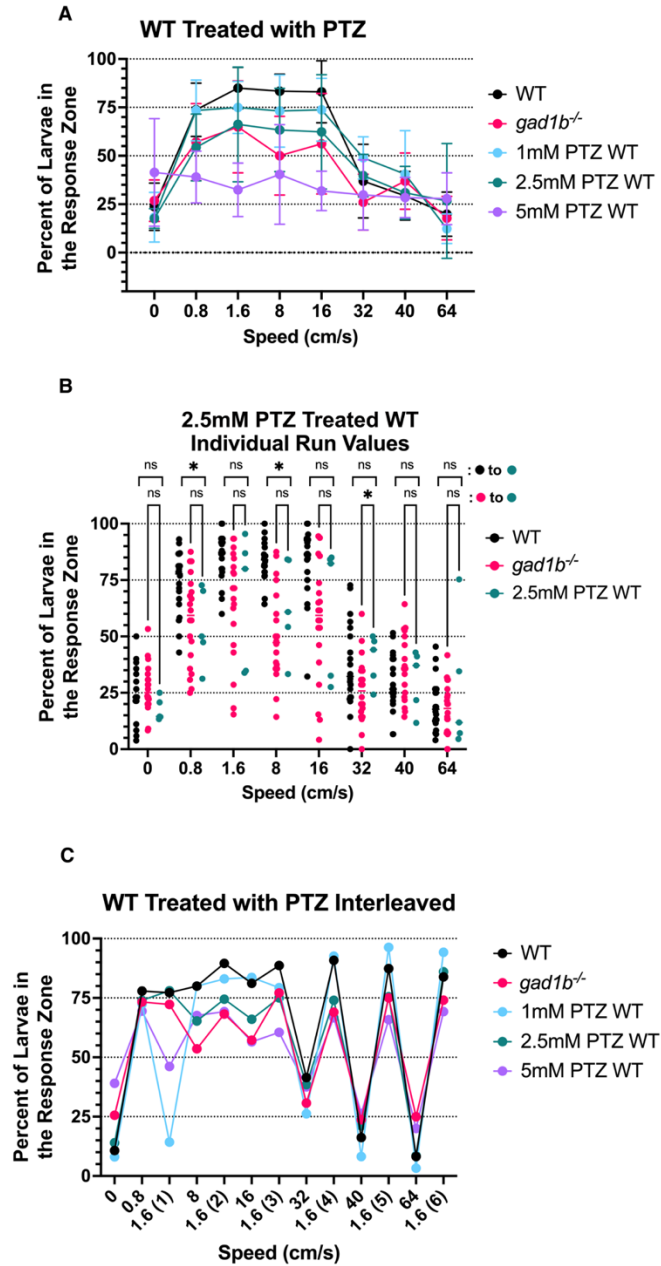 A
WT Treated with PTZ
Percent of Larvae in
the Response Zone
100
75
50
25
0
0 0.8 1.6 8 16 32 40 64
Speed (cm/s)
WT
gad1b-/-
1mM PTZ WT
2.5mM PTZ WT
5mM PTZ WT
B
2.5mM PTZ Treated WT
Individual Run Values
ns * ns * ns ns ns ns
: to
ns ns ns ns ns * ns ns
: to
Percent of Larvae in
the Response Zone
100
75
50
25
0
0 0.8 1.6 8 16 32 40 64
Speed (cm/s)
WT
gad1b-/-
2.5mM PTZ WT
C
WT Treated with PTZ Interleaved
Percent of Larvae in
the Response Zone
100
75
50
25
0
0 0.8 1.6 (1) 8 1.6 (2) 16 1.6 (3) 32 1.6 (4) 40 1.6 (5) 64 1.6 (6)
Speed (cm/s)
WT
gad1b-/-
1mM PTZ WT
2.5mM PTZ WT
5mM PTZ WT